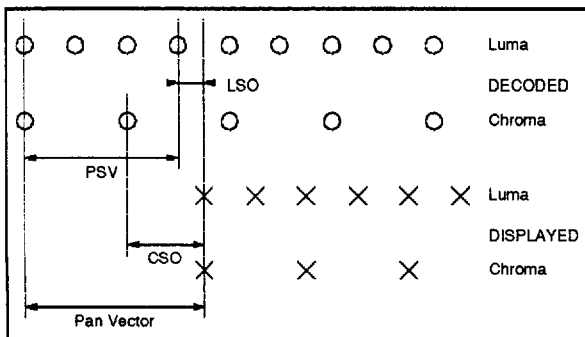 Luma
LSO
DECODED
Chroma
PSV
Luma
DISPLAYED
CSO
Chroma
Pan Vector